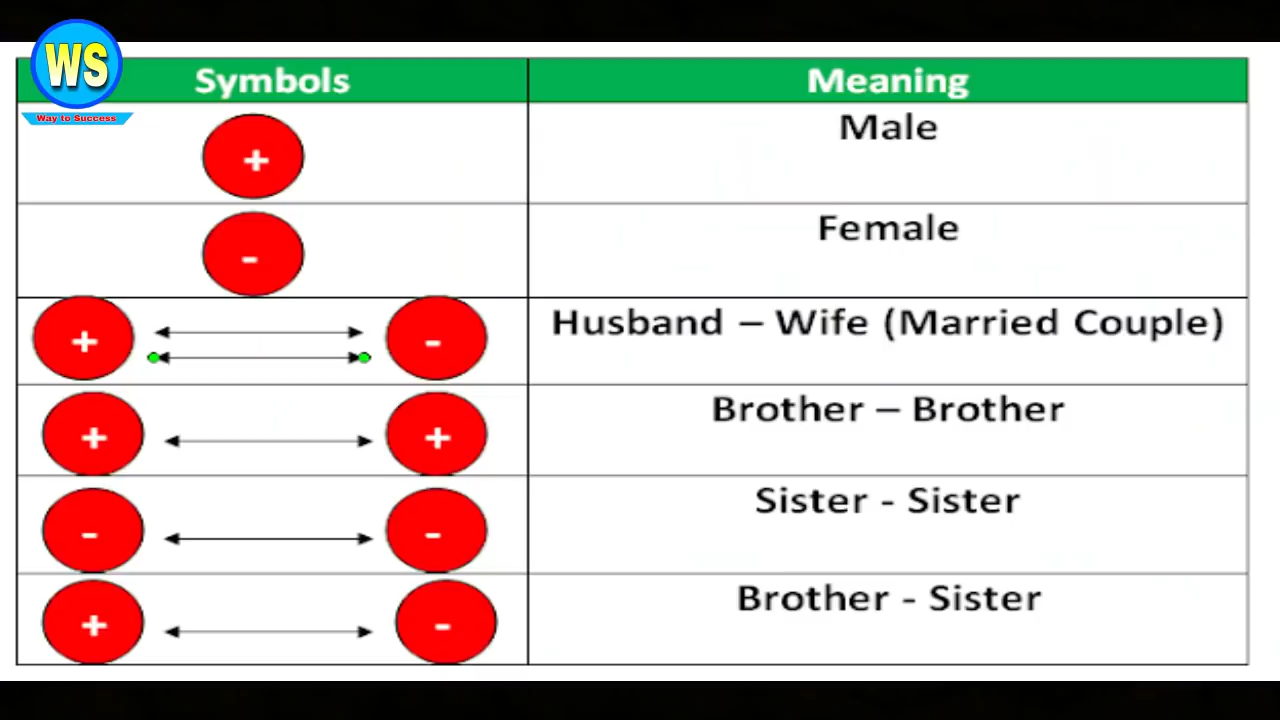 WS
Way to Success
Symbols Meaning
+ Male
- Female
+ - Husband – Wife (Married Couple)
+ + Brother – Brother
- - Sister - Sister
+ - Brother - Sister